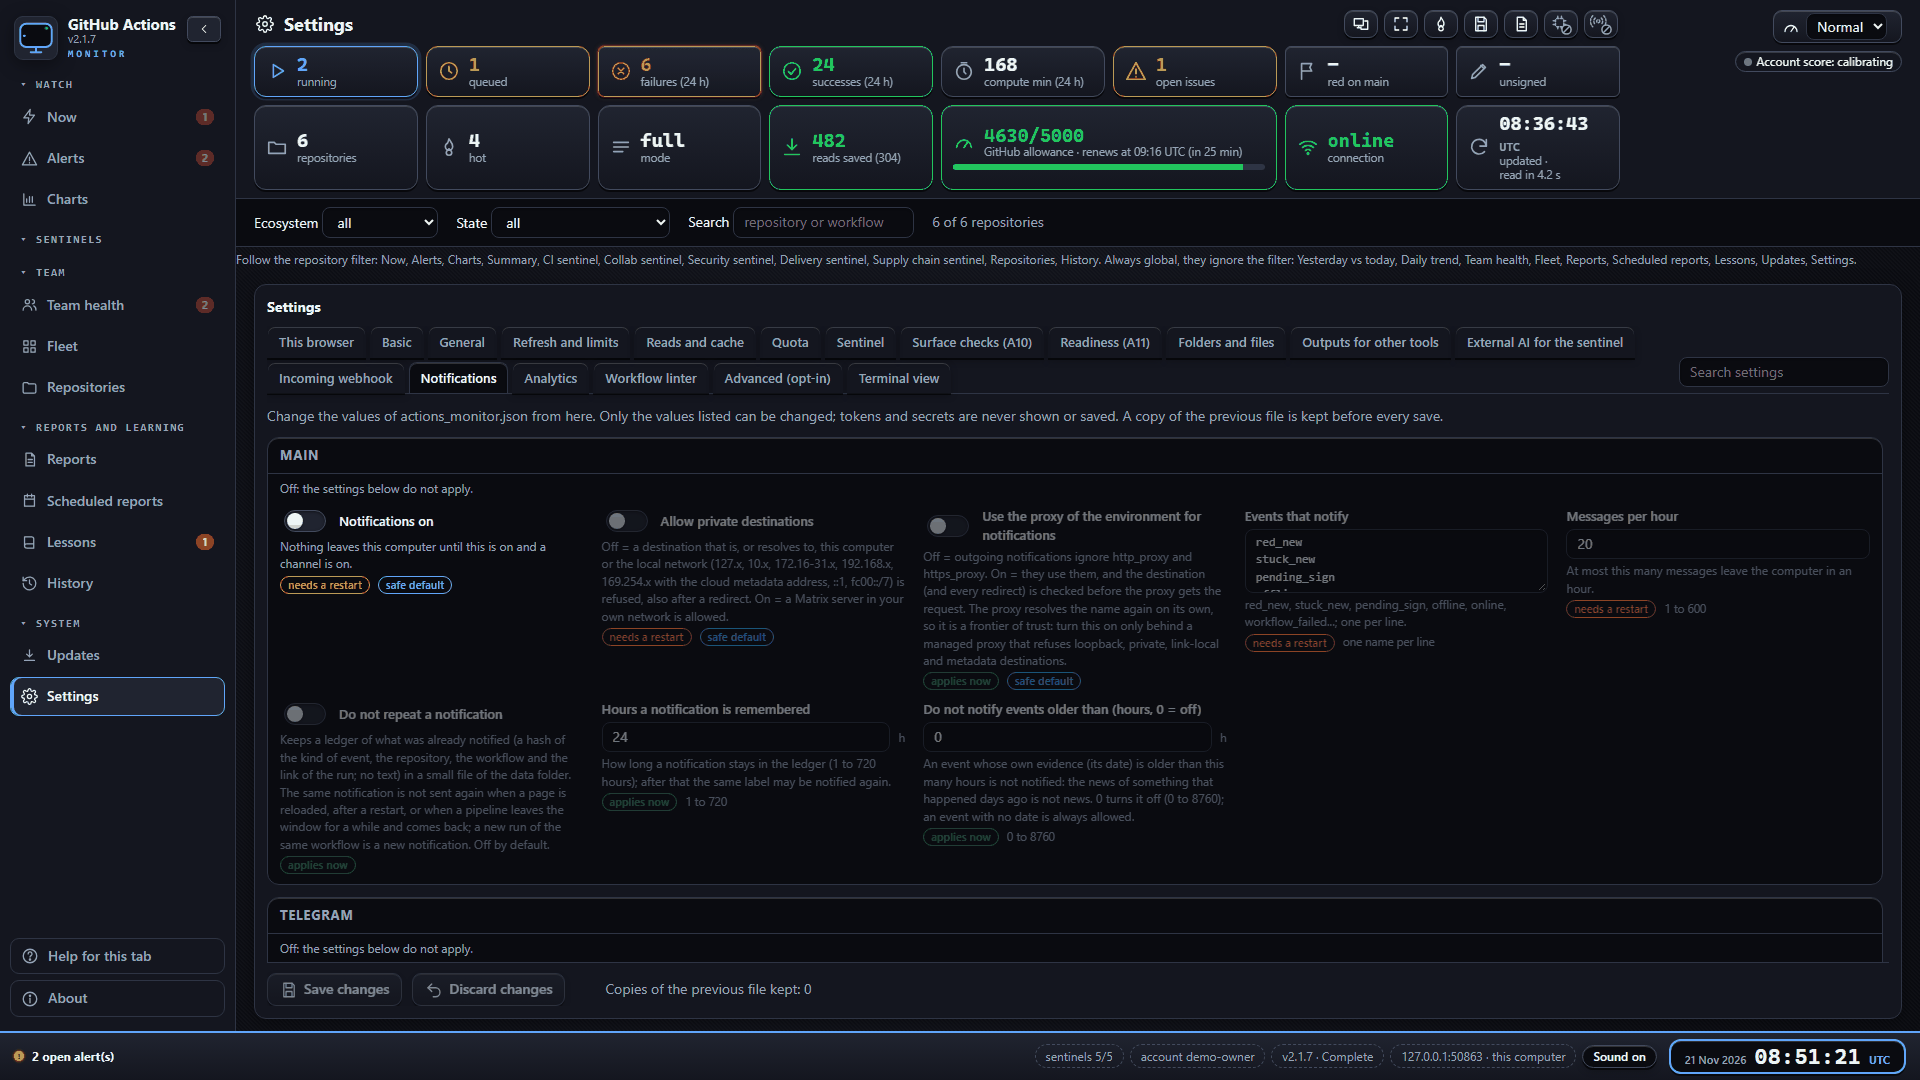 GitHub Actions
v2.1.7
MONITOR
WATCH
Now 1
Alerts 2
Charts
SENTINELS
TEAM
Team health 2
Fleet
Repositories
REPORTS AND LEARNING
Reports
Scheduled reports
Lessons 1
History
SYSTEM
Updates
Settings
Help for this tab
About
Settings
Normal
Account score: calibrating
2
running
1
queued
6
failures (24 h)
24
successes (24 h)
168
compute min (24 h)
1
open issues
–
red on main
–
unsigned
6
repositories
4
hot
full
mode
482
reads saved (304)
4630/5000
GitHub allowance · renews at 09:16 UTC (in 25 min)
online
connection
08:36:43
UTC
updated ·
read in 4.2 s
Ecosystem all State all Search repository or workflow 6 of 6 repositories
Follow the repository filter: Now, Alerts, Charts, Summary, CI sentinel, Collab sentinel, Security sentinel, Delivery sentinel, Supply chain sentinel, Repositories, History. Always global, they ignore the filter: Yesterday vs today, Daily trend, Team health, Fleet, Reports, Scheduled reports, Lessons, Updates, Settings.
Settings
This browser Basic General Refresh and limits Reads and cache Quota Sentinel Surface checks (A10) Readiness (A11) Folders and files Outputs for other tools External AI for the sentinel
Incoming webhook Notifications Analytics Workflow linter Advanced (opt-in) Terminal view Search settings
Change the values of actions_monitor.json from here. Only the values listed can be changed; tokens and secrets are never shown or saved. A copy of the previous file is kept before every save.
MAIN
Off: the settings below do not apply.
Notifications on
Nothing leaves this computer until this is on and a
channel is on.
needs a restart safe default
Allow private destinations
Off = a destination that is, or resolves to, this computer
or the local network (127.x, 10.x, 172.16-31.x, 192.168.x,
169.254.x with the cloud metadata address, ::1, fc00::/7) is
refused, also after a redirect. On = a Matrix server in your
own network is allowed.
needs a restart safe default
Use the proxy of the environment for
notifications
Off = outgoing notifications ignore http_proxy and
https_proxy. On = they use them, and the destination
(and every redirect) is checked before the proxy gets the
request. The proxy resolves the name again on its own,
so it is a frontier of trust: turn this on only behind a
managed proxy that refuses loopback, private, link-local
and metadata destinations.
applies now safe default
Events that notify
red_new
stuck_new
pending_sign
red_new, stuck_new, pending_sign, offline, online,
workflow_failed...; one per line.
needs a restart one name per line
Messages per hour
20
At most this many messages leave the computer in an
hour.
needs a restart 1 to 600
Do not repeat a notification
Keeps a ledger of what was already notified (a hash of
the kind of event, the repository, the workflow and the
link of the run; no text) in a small file of the data folder.
The same notification is not sent again when a page is
reloaded, after a restart, or when a pipeline leaves the
window for a while and comes back; a new run of the
same workflow is a new notification. Off by default.
applies now
Hours a notification is remembered
24 h
How long a notification stays in the ledger (1 to 720
hours); after that the same label may be notified again.
applies now 1 to 720
Do not notify events older than (hours, 0 = off)
0 h
An event whose own evidence (its date) is older than this
many hours is not notified: the news of something that
happened days ago is not news. 0 turns it off (0 to 8760);
an event with no date is always allowed.
applies now 0 to 8760
TELEGRAM
Off: the settings below do not apply.
Save changes Discard changes Copies of the previous file kept: 0
2 open alert(s)
sentinels 5/5 account demo-owner v2.1.7 · Complete 127.0.0.1:50863 · this computer Sound on 21 Nov 2026 08:51:21 UTC